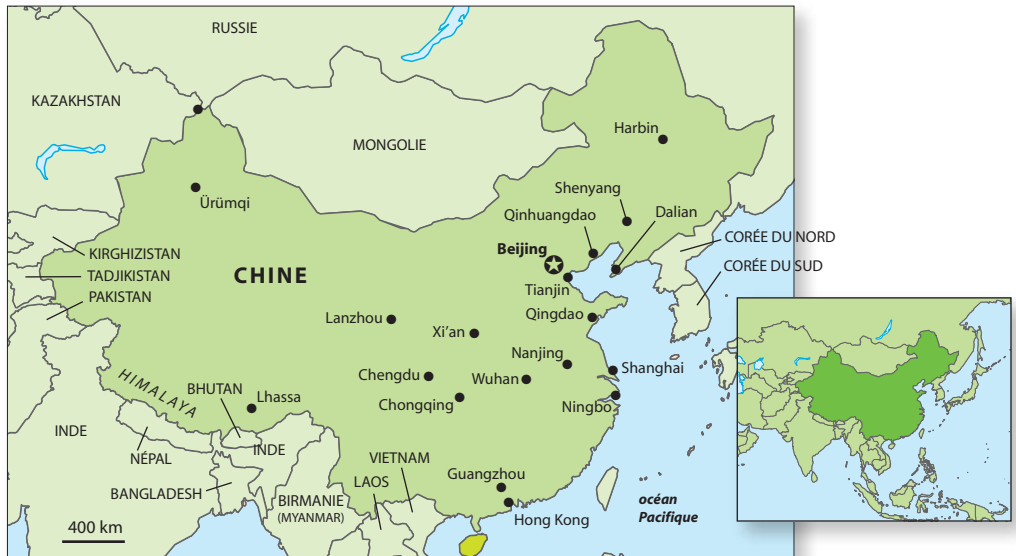 RUSSIE
KAZAKHSTAN
MONGOLIE
Harbin
Ürümqi
Shenyang
Qinhuangdao
Dalian
Beijing
CORÉE DU NORD
KIRGHIZISTAN
TADJIKISTAN
CHINE
CORÉE DU SUD
PAKISTAN
Tianjin
Lanzhou
Qingdao
Xi’an
Nanjing
Shanghai
HIMALAYA
BHUTAN
Chengdu
Wuhan
Lhassa
Chongqing
Ningbo
INDE
NÉPAL
INDE
VIETNAM
BANGLADESH
BIRMANIE
(MYANMAR)
LAOS
Guangzhou
Hong Kong
océan
Pacifique
400 km